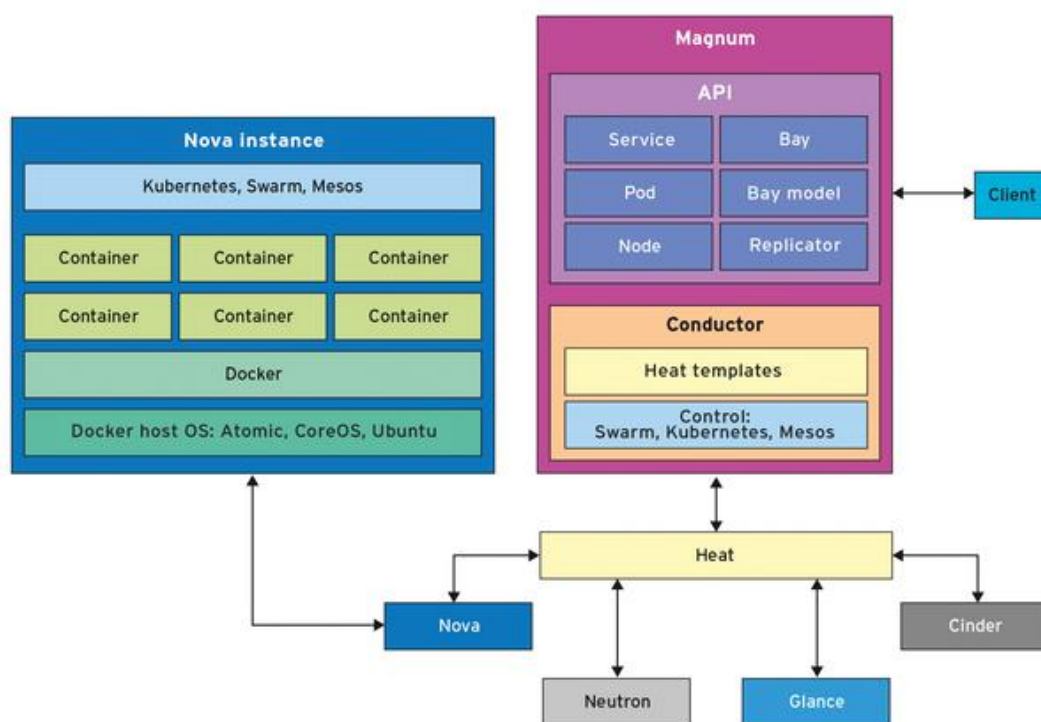 Magnum
API
Service
Bay
Pod
Bay model
Node
Replicator
Conductor
Heat templates
Control:
Swarm, Kubernetes, Mesos
Client
Nova instance
Kubernetes, Swarm, Mesos
Container
Container
Container
Container
Container
Container
Docker
Docker host OS: Atomic, CoreOS, Ubuntu
Heat
Nova
Cinder
Neutron
Glance